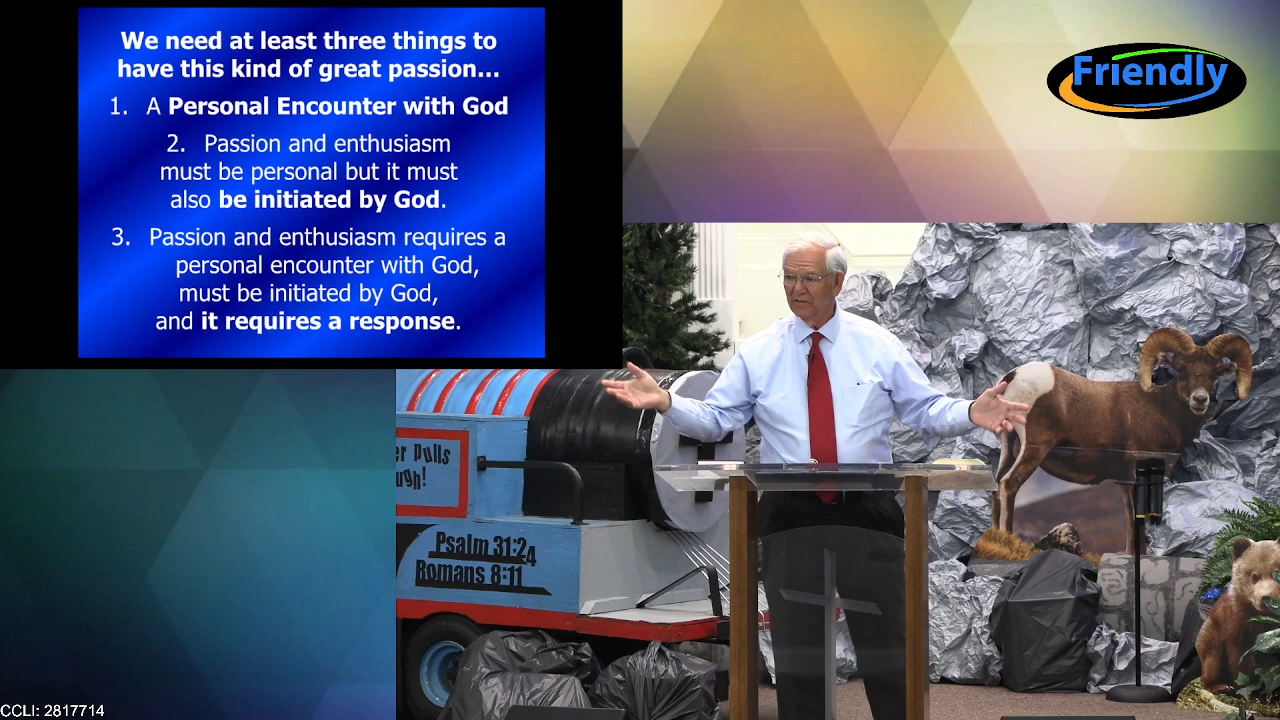 We need at least three things to
have this kind of great passion...
1. A Personal Encounter with God
2. Passion and enthusiasm
must be personal but it must
also be initiated by God.
3. Passion and enthusiasm requires a
personal encounter with God,
must be initiated by God,
and it requires a response.
Friendly
Psalm 31:24
Romans 8:11
CCLI: 2817714